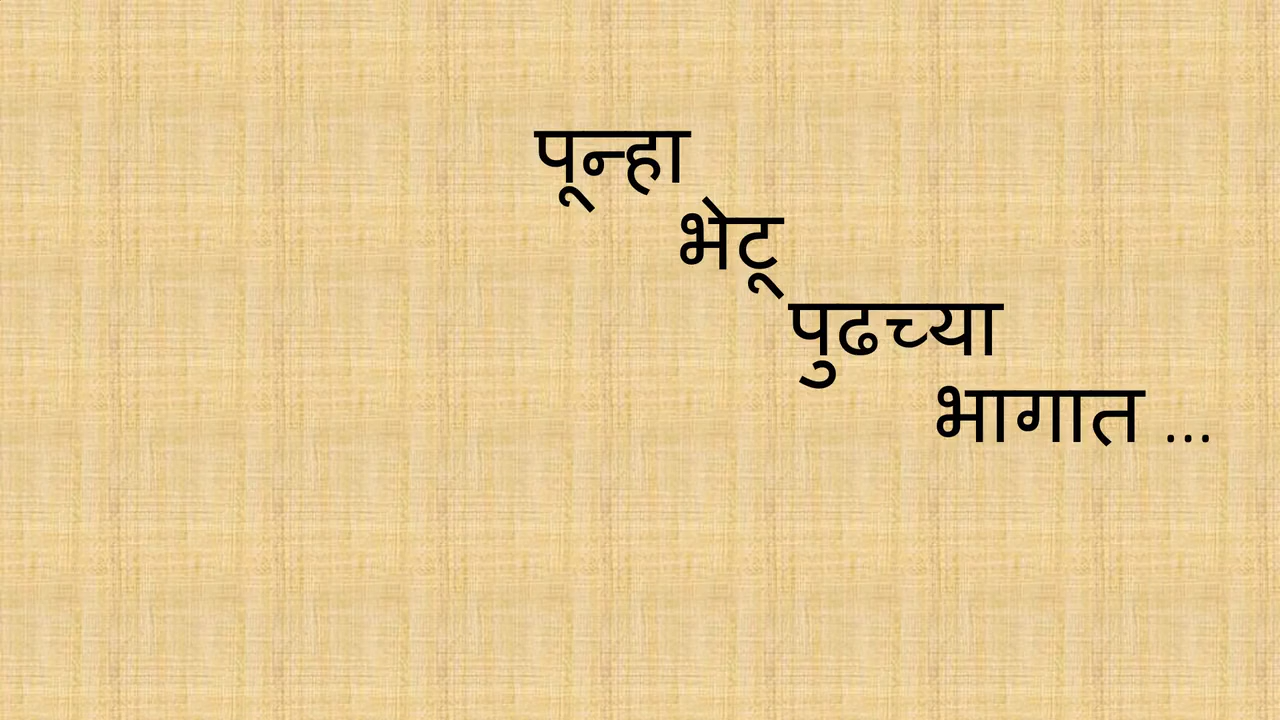 पून्हा
भेटू
पुढच्या
भागात ...